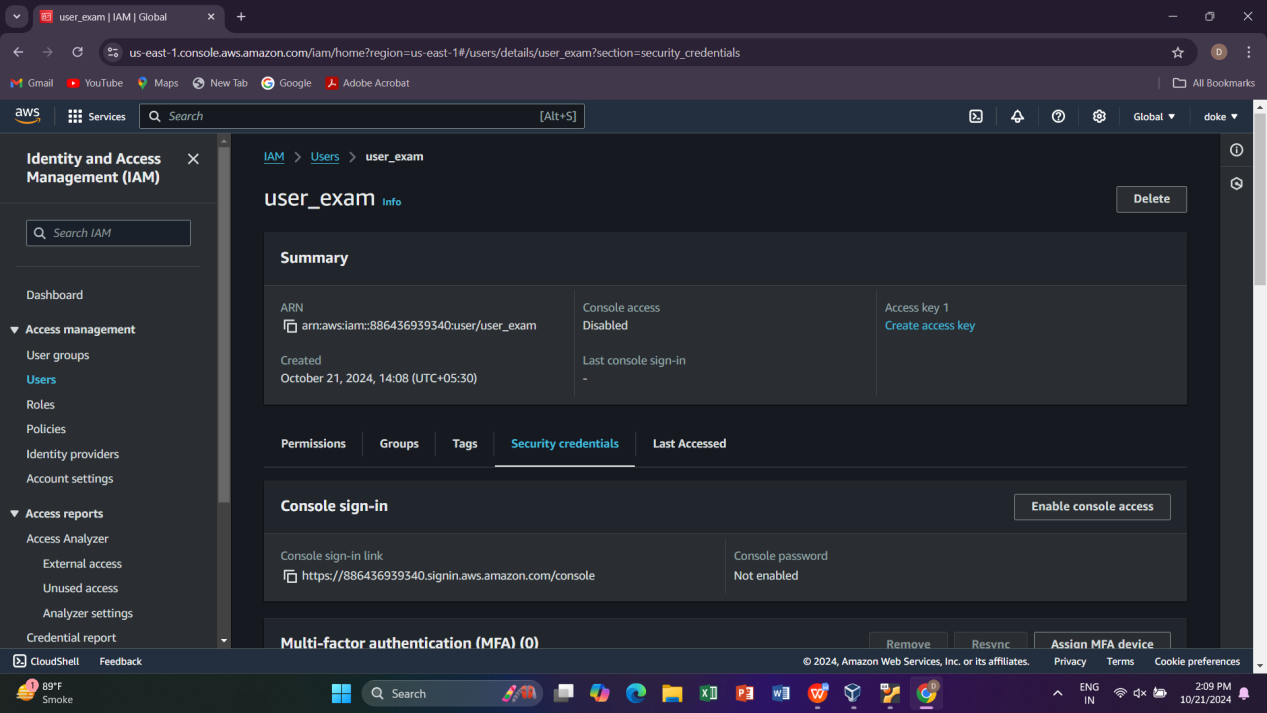 user_exam | IAM | Global
us-east-1.console.aws.amazon.com/iam/home?region=us-east-1#/users/details/user_exam?section=security_credentials
D
Gmail YouTube Maps New Tab Google Adobe Acrobat All Bookmarks
aws Services Search [Alt+S] Global doke
Identity and Access
Management (IAM)
Search IAM
Dashboard
Access management
User groups
Users
Roles
Policies
Identity providers
Account settings
Access reports
Access Analyzer
External access
Unused access
Analyzer settings
Credential report
IAM > Users > user_exam
user_exam Info
Delete
Summary
ARN
arn:aws:iam::886436939340:user/user_exam
Created
October 21, 2024, 14:08 (UTC+05:30)
Console access
Disabled
Last console sign-in
-
Access key 1
Create access key
Permissions Groups Tags Security credentials Last Accessed
Console sign-in
Enable console access
Console sign-in link
https://886436939340.signin.aws.amazon.com/console
Console password
Not enabled
Multi-factor authentication (MFA) (0)
Remove Resync Assign MFA device
CloudShell Feedback © 2024, Amazon Web Services, Inc. or its affiliates. Privacy Terms Cookie preferences
1
89°F
Smoke
Search
ENG
IN
2:09 PM
10/21/2024